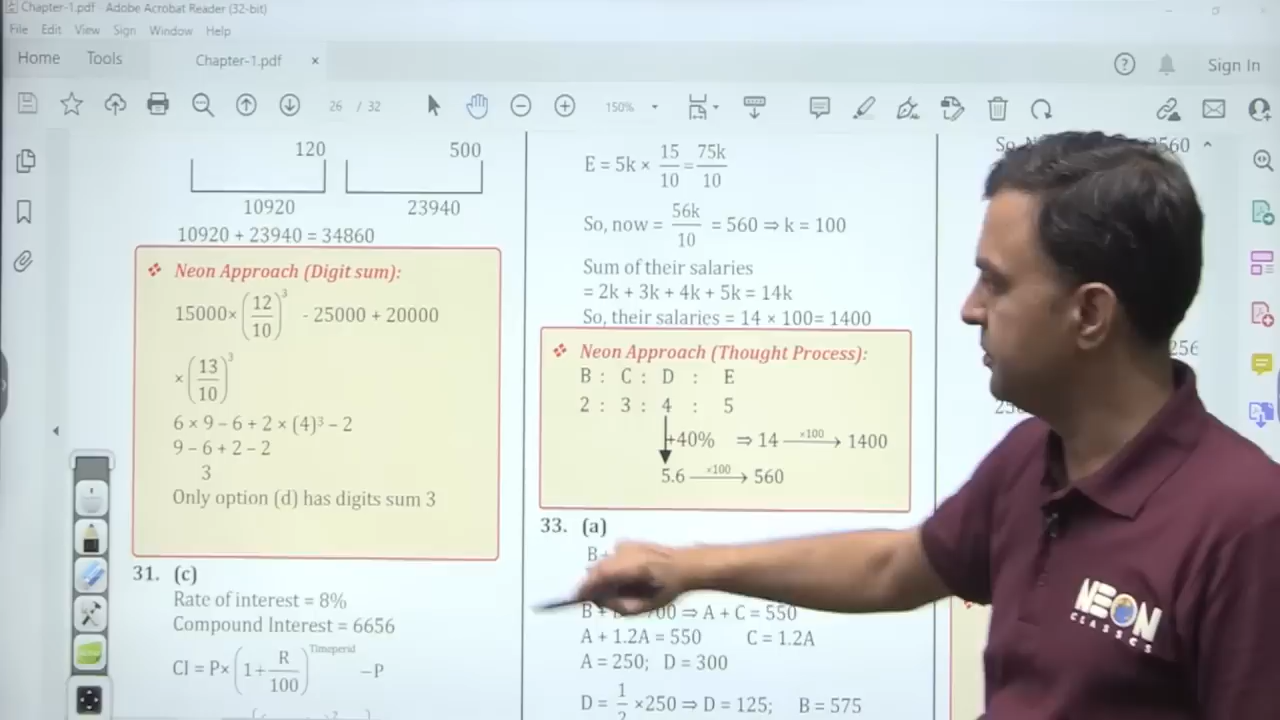 Chapter-1.pdf - Adobe Acrobat Reader (32-bit)
File Edit View Sign Window Help
Home Tools Chapter-1.pdf × Sign In
26 / 32 150%
120 500
10920 23940
10920 + 23940 = 34860
❖ Neon Approach (Digit sum):
15000× (12/10)³ - 25000 + 20000
× (13/10)³
6 × 9 – 6 + 2 × (4)³ – 2
9 – 6 + 2 – 2
3
Only option (d) has digits sum 3
31. (c)
Rate of interest = 8%
Compound Interest = 6656
CI = P× (1 + R/100)^Timeperial –P
E = 5k × 15/10 = 75k/10
So, now = 56k/10 = 560 ⇒ k = 100
Sum of their salaries
= 2k + 3k + 4k + 5k = 14k
So, their salaries = 14 × 100= 1400
❖ Neon Approach (Thought Process):
B : C : D : E
2 : 3 : 4 : 5
+40% ⇒ 14 ×100→ 1400
5.6 ×100→ 560
33. (a)
B+
700 ⇒ A + C = 550
A + 1.2A = 550 C = 1.2A
A = 250; D = 300
D = 1/2 ×250 ⇒ D = 125; B = 575
NEON
CLASSES